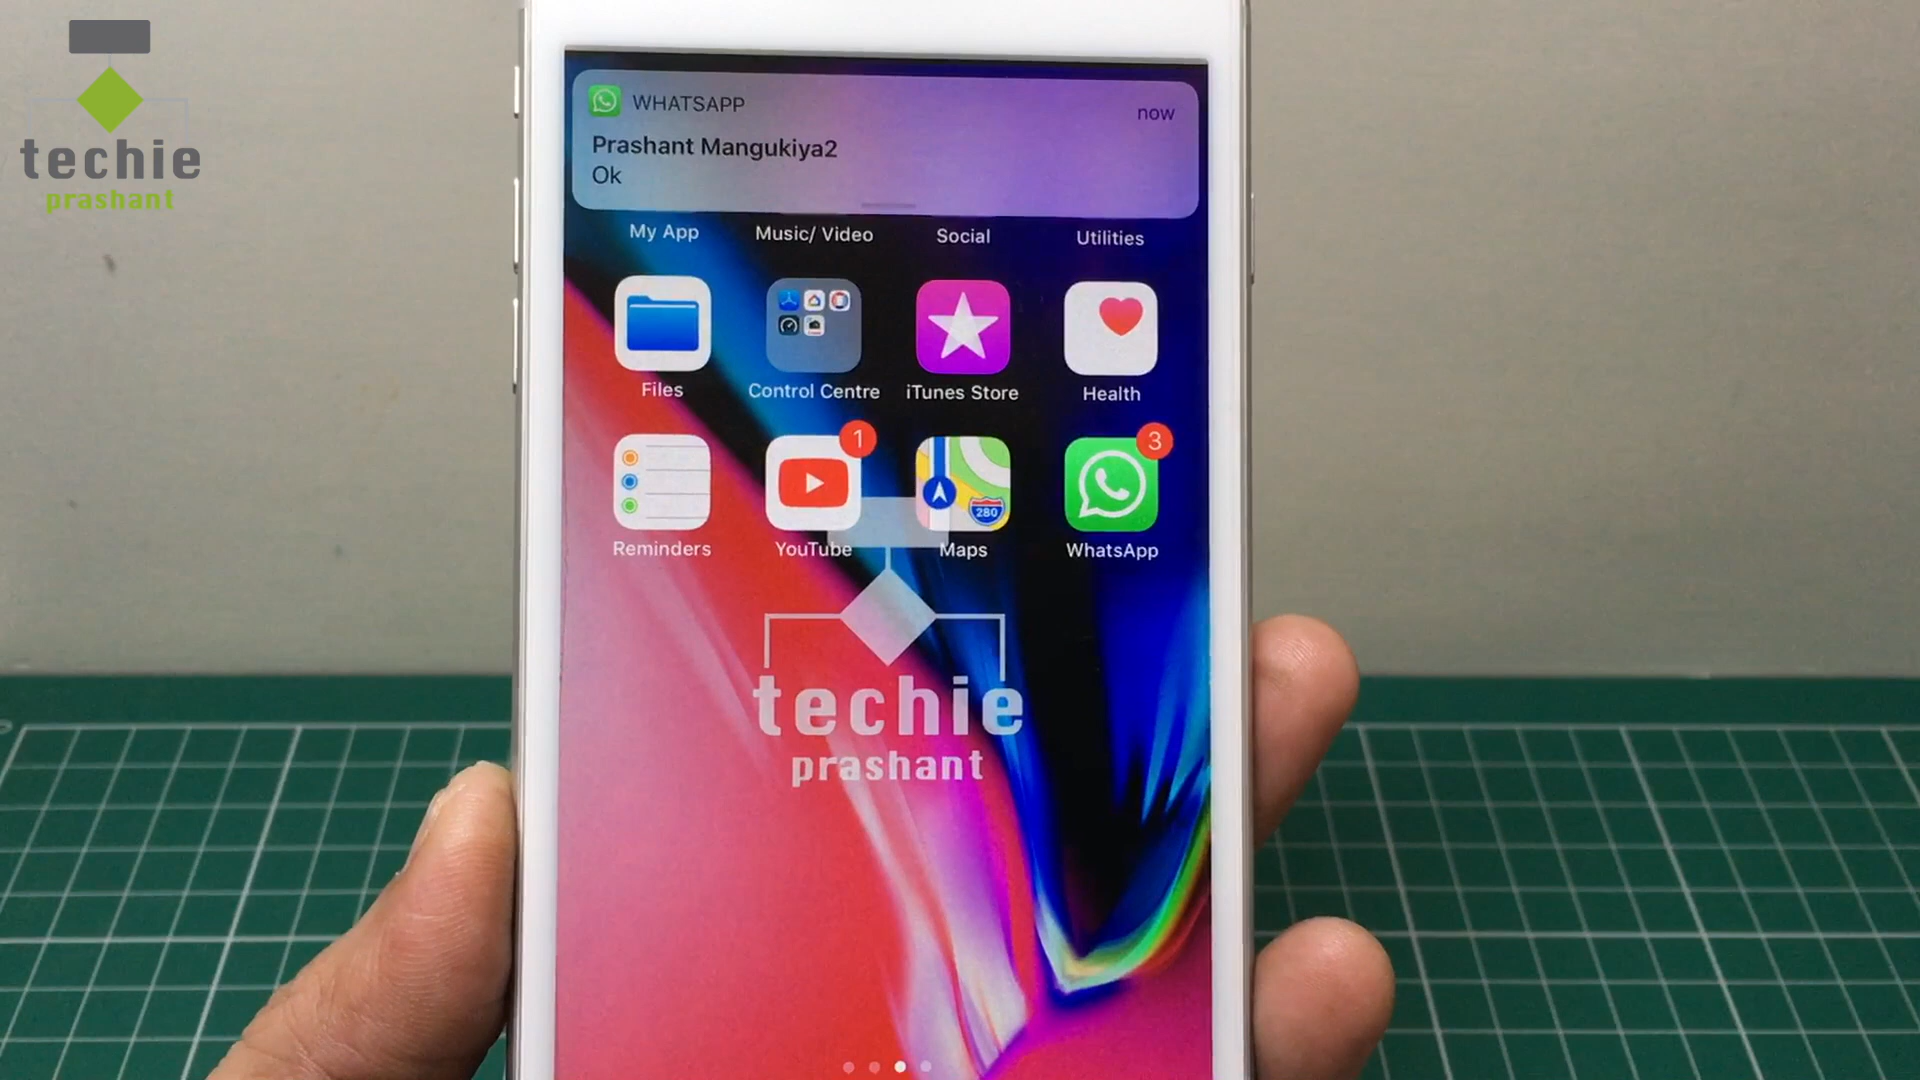 techie
prashant
WHATSAPP
now
Prashant Mangukiya2
Ok
My App
Music/ Video
Social
Utilities
Files
Control Centre
iTunes Store
Health
1
3
280
Reminders
YouTube
Maps
WhatsApp
techie
prashant